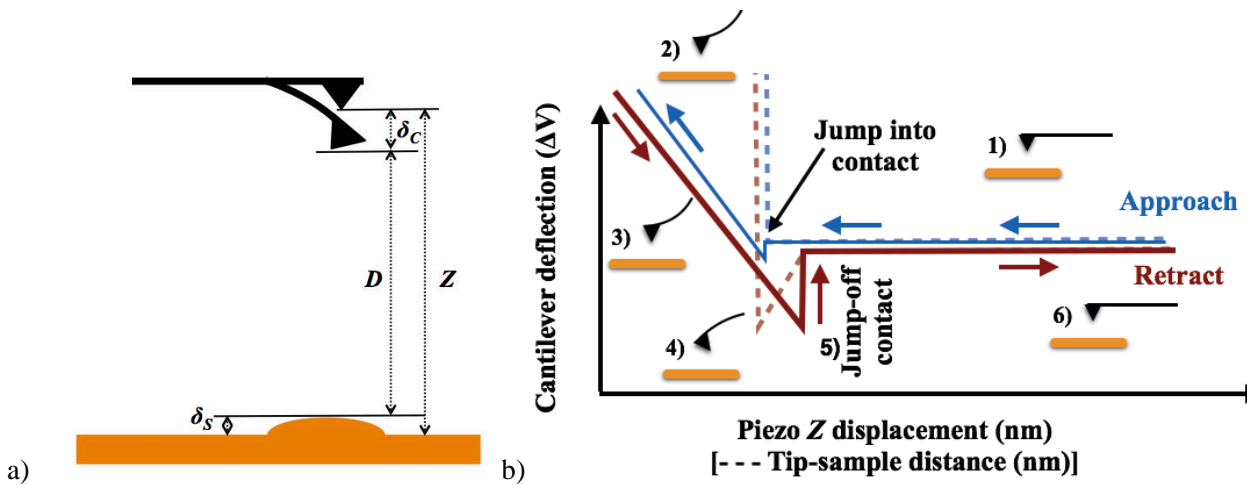 a)
δC
D
Z
δS
b)
Cantilever deflection (ΔV)
2)
Jump into
contact
1)
Approach
3)
Retract
4)
5)
Jump-off
contact
6)
Piezo Z displacement (nm)
[- - - Tip-sample distance (nm)]